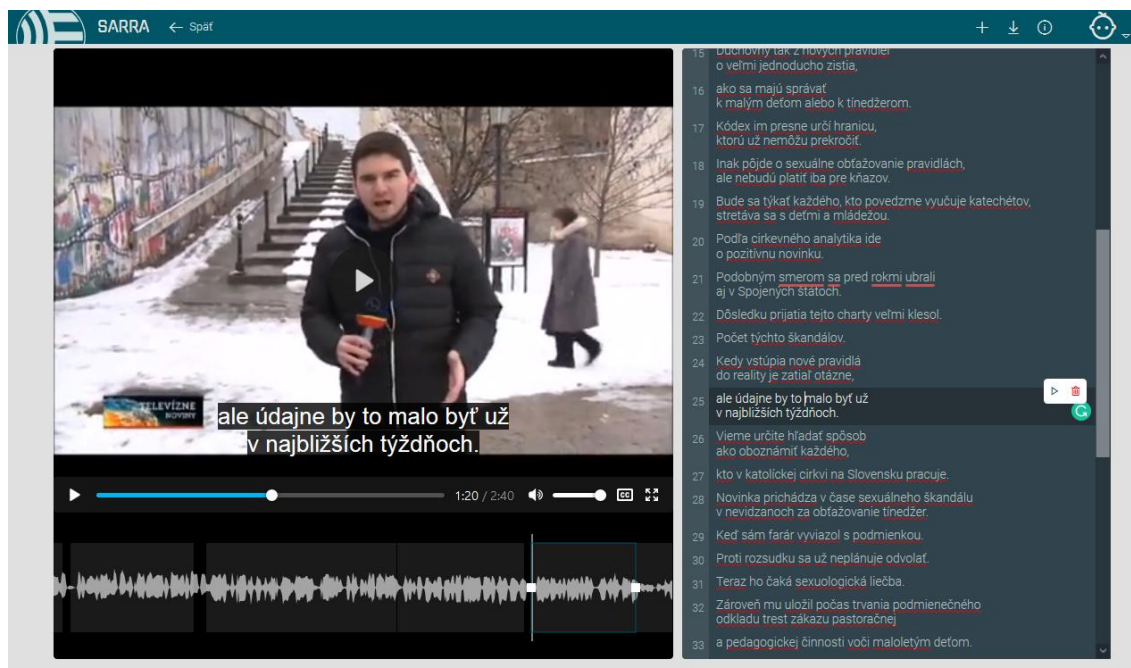 SARRA
← Späť
TELEVÍZNE
NOVINY
ale údajne by to malo byť už
v najbližších týždňoch.
1:20 / 2:40
CC
15 Duchovný tak z nových pravidiel
o veľmi jednoducho zistia,
16 ako sa majú správať
k malým deťom alebo k tínedžerom.
17 Kódex im presne určí hranicu,
ktorú už nemôžu prekročiť.
18 Inak pôjde o sexuálne obťažovanie pravidlách,
ale nebudú platiť iba pre kňazov.
19 Bude sa týkať každého, kto povedzme vyučuje katechétov,
stretáva sa s deťmi a mládežou.
20 Podľa cirkevného analytika ide
o pozitívnu novinku.
21 Podobným smerom sa pred rokmi ubrali
aj v Spojených štátoch.
22 Dôsledku prijatia tejto charty veľmi klesol.
23 Počet týchto škandálov.
24 Kedy vstúpia nové pravidlá
do reality je zatiaľ otázne,
25 ale údajne by to malo byť už
v najbližších týždňoch.
26 Vieme určite hľadať spôsob
ako oboznámiť každého,
27 kto v katolíckej cirkvi na Slovensku pracuje.
28 Novinka prichádza v čase sexuálneho škandálu
v nevidzanoch za obťažovanie tínedžer.
29 Keď sám farár vyviazol s podmienkou.
30 Proti rozsudku sa už neplánuje odvolať.
31 Teraz ho čaká sexuologická liečba.
32 Zároveň mu uložil počas trvania podmienečného
odkladu trest zákazu pastoračnej
33 a pedagogickej činnosti voči maloletým deťom.